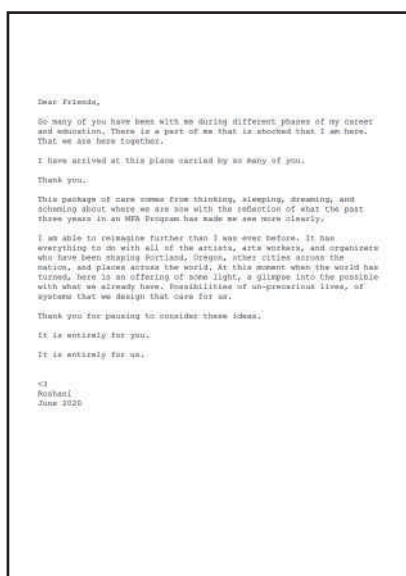 Dear Friends,
So many of you have been with me during different phases of my career
and education. There is a part of me that is shocked that I am here.
That we are here together.
I have arrived at this place carried by so many of you.
Thank you.
This package of care comes from thinking, sleeping, dreaming, and
scheming about where we are now with the reflection of what the past
three years in an MFA Program has made me see more clearly.
I am able to reimagine further than I was ever before. It has
everything to do with all of the artists, arts workers, and organizers
who have been shaping Portland, Oregon, other cities across the
nation, and places across the world. At this moment when the world has
turned, here is an offering of some light, a glimpse into the possible
with what we already have. Possibilities of un-precarious lives, of
systems that we design that care for us.
Thank you for pausing to consider these ideas.
It is entirely for you.
It is entirely for us.
<3
Roshani
June 2020